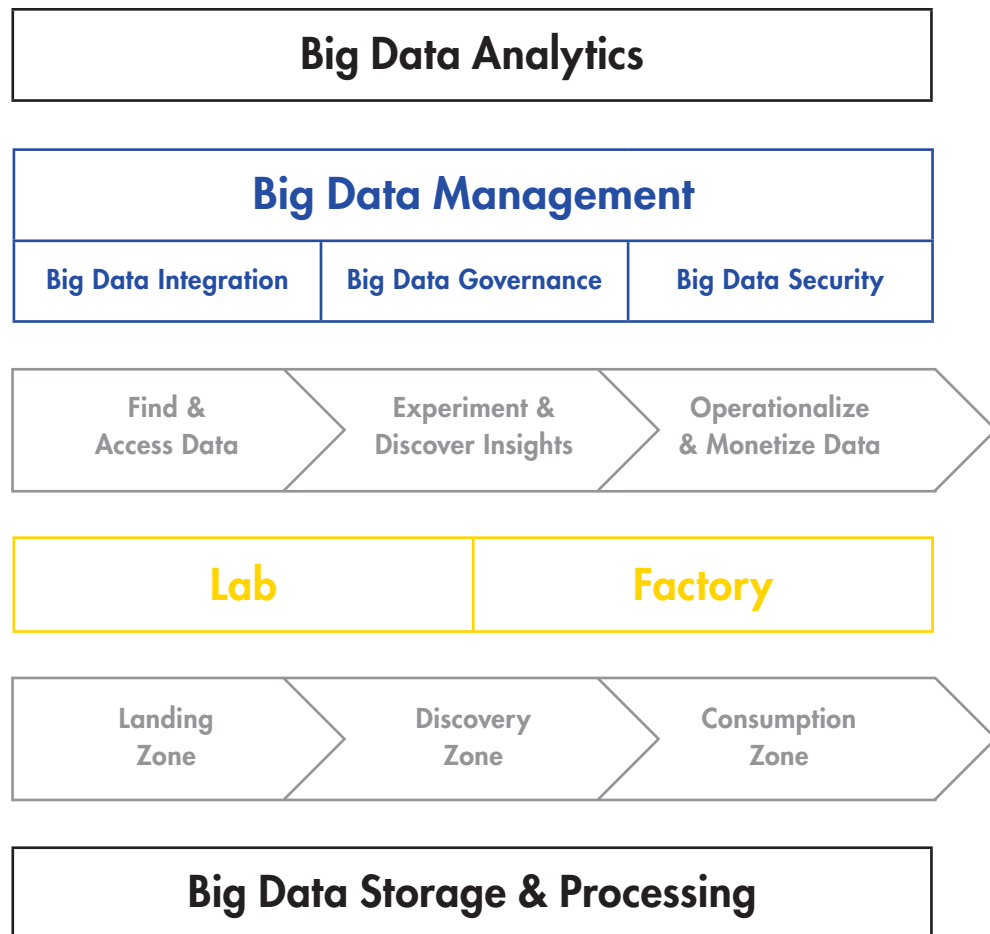 Big Data Analytics
Big Data Management
Big Data Integration
Big Data Governance
Big Data Security
Find &
Access Data
Experiment &
Discover Insights
Operationalize
& Monetize Data
Lab
Factory
Landing
Zone
Discovery
Zone
Consumption
Zone
Big Data Storage & Processing